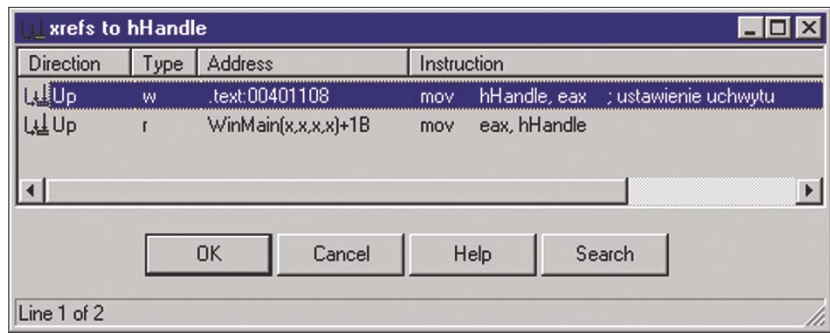 xrefs to hHandle
Direction Type Address Instruction
Up w .text:00401108 mov hHandle, eax ; ustawienie uchwytu
Up r WinMain(x,x,x,x)+1B mov eax, hHandle
OK Cancel Help Search
Line 1 of 2